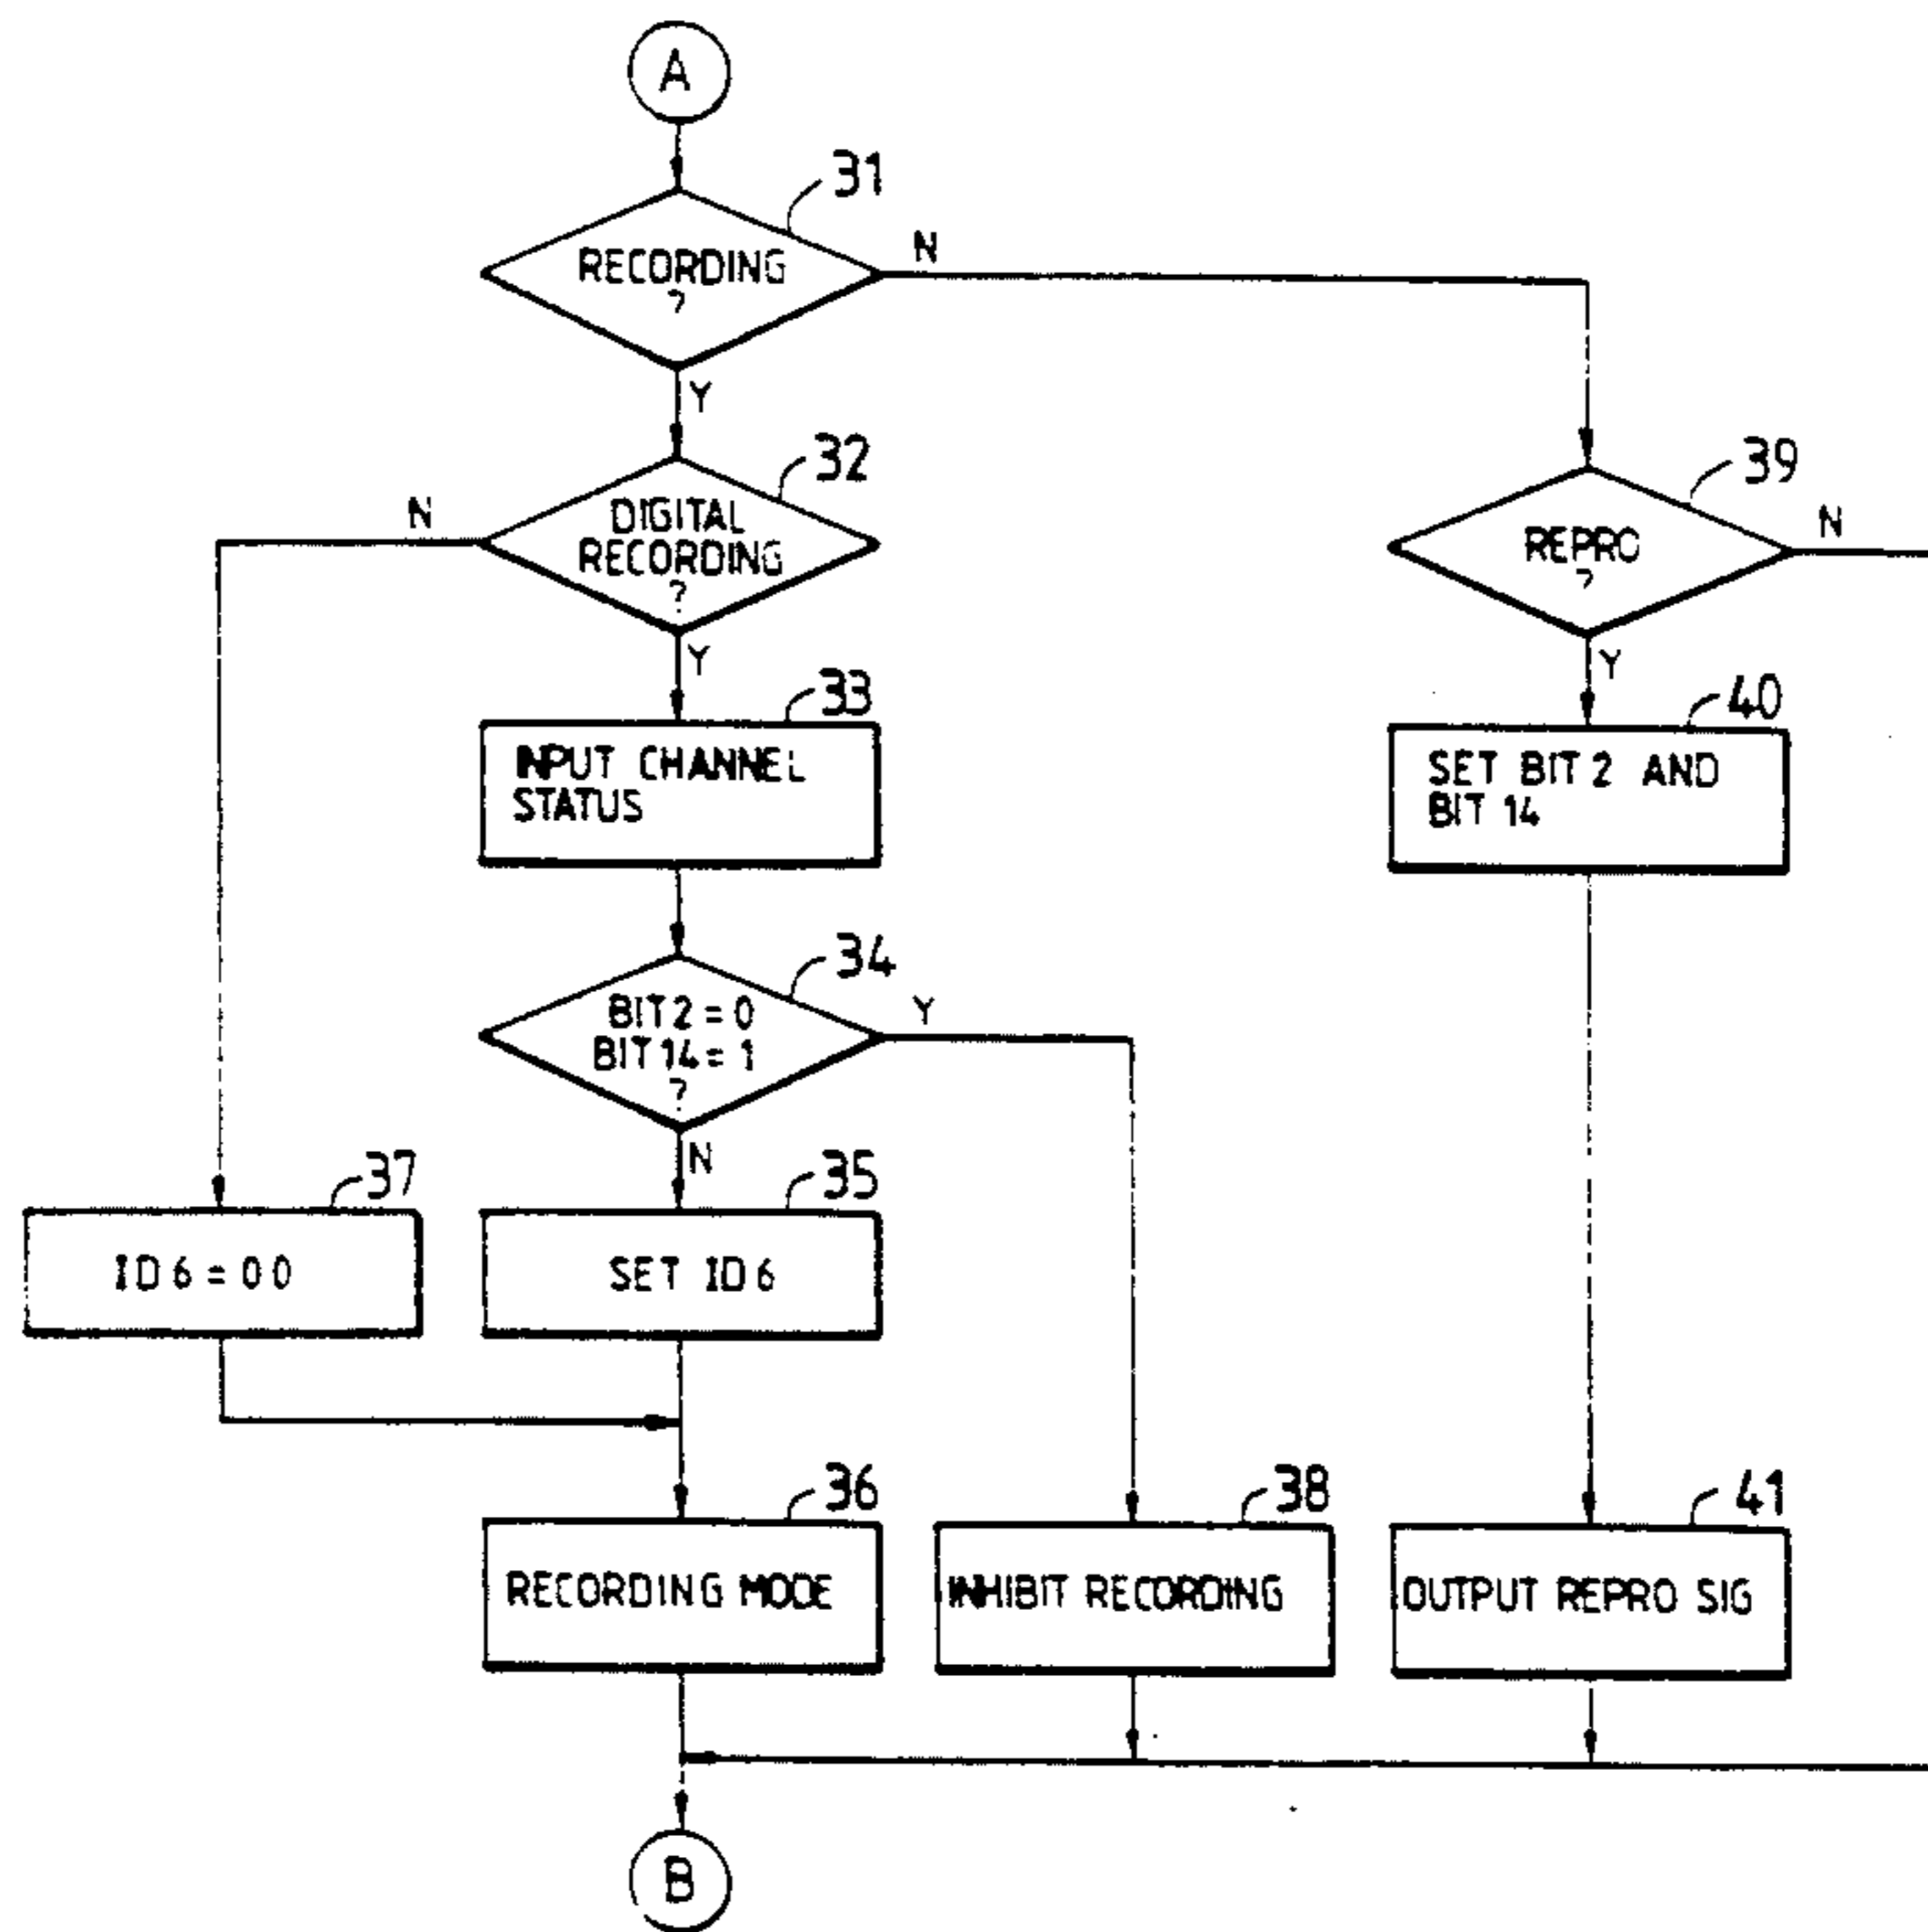 A
31
RECORDING
?
N
Y
32
DIGITAL
RECORDING
?
N
Y
39
REPRO
?
N
Y
33
INPUT CHANNEL
STATUS
40
SET BIT 2 AND
BIT 14
34
BIT 2 = 0
BIT 14 = 1
?
Y
N
37
ID 6 = 0 0
35
SET ID 6
36
RECORDING MODE
38
INHIBIT RECORDING
41
OUTPUT REPRO SIG
B